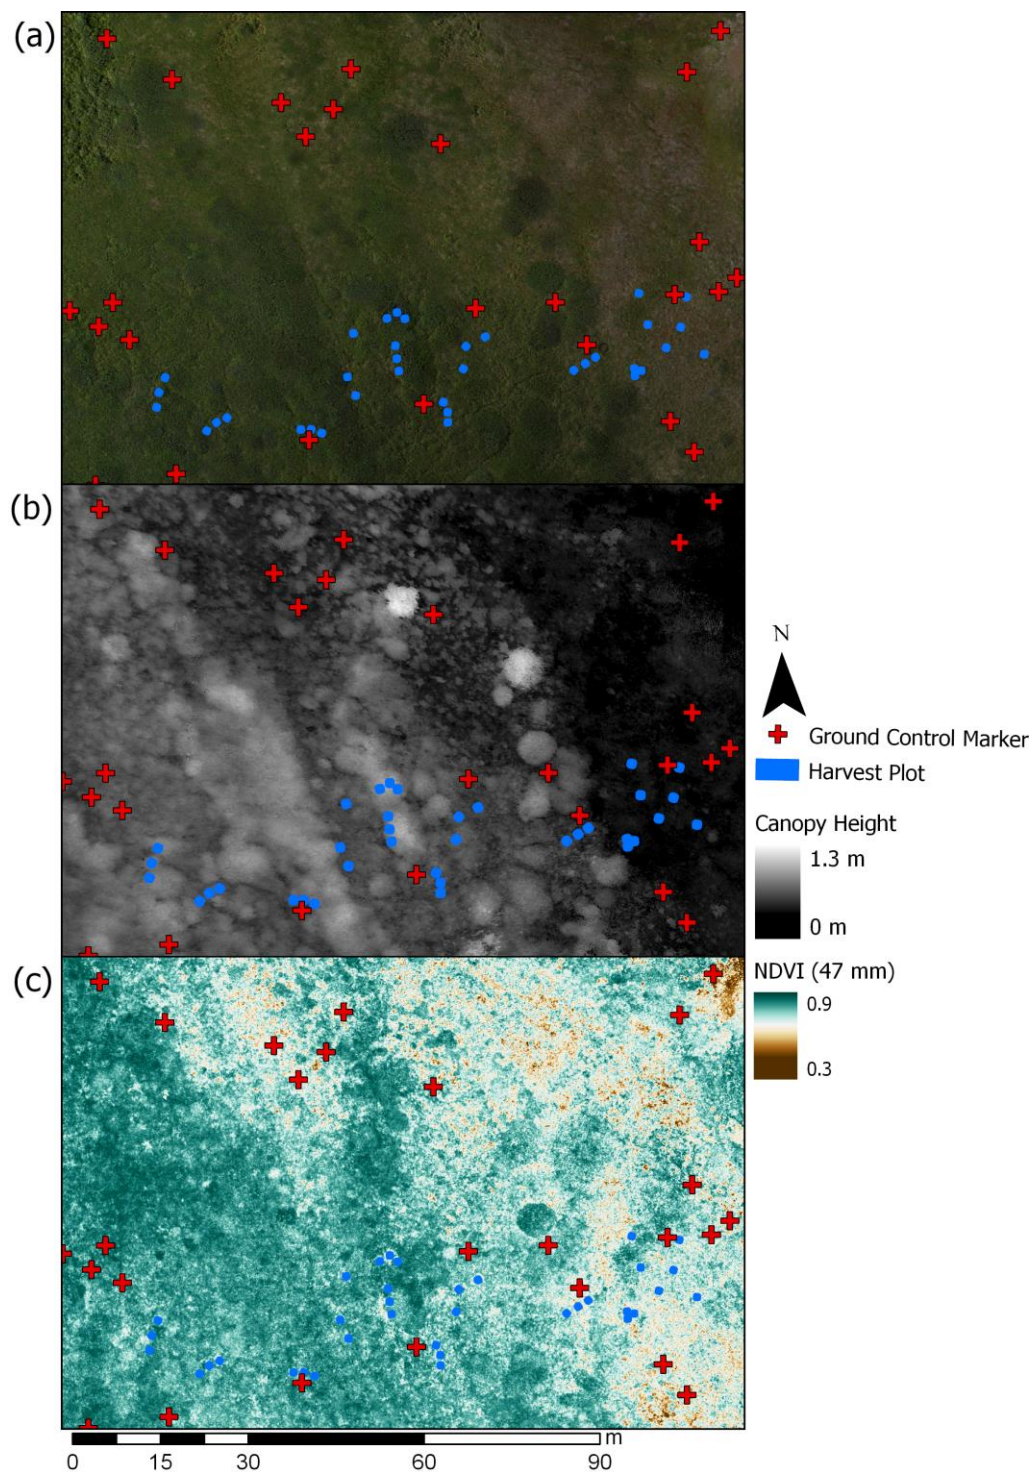 (a)
(b)
N
Ground Control Marker
Harvest Plot
Canopy Height
1.3 m
0 m
(c)
NDVI (47 mm)
0.9
0.3
m
0 15 30 60 90